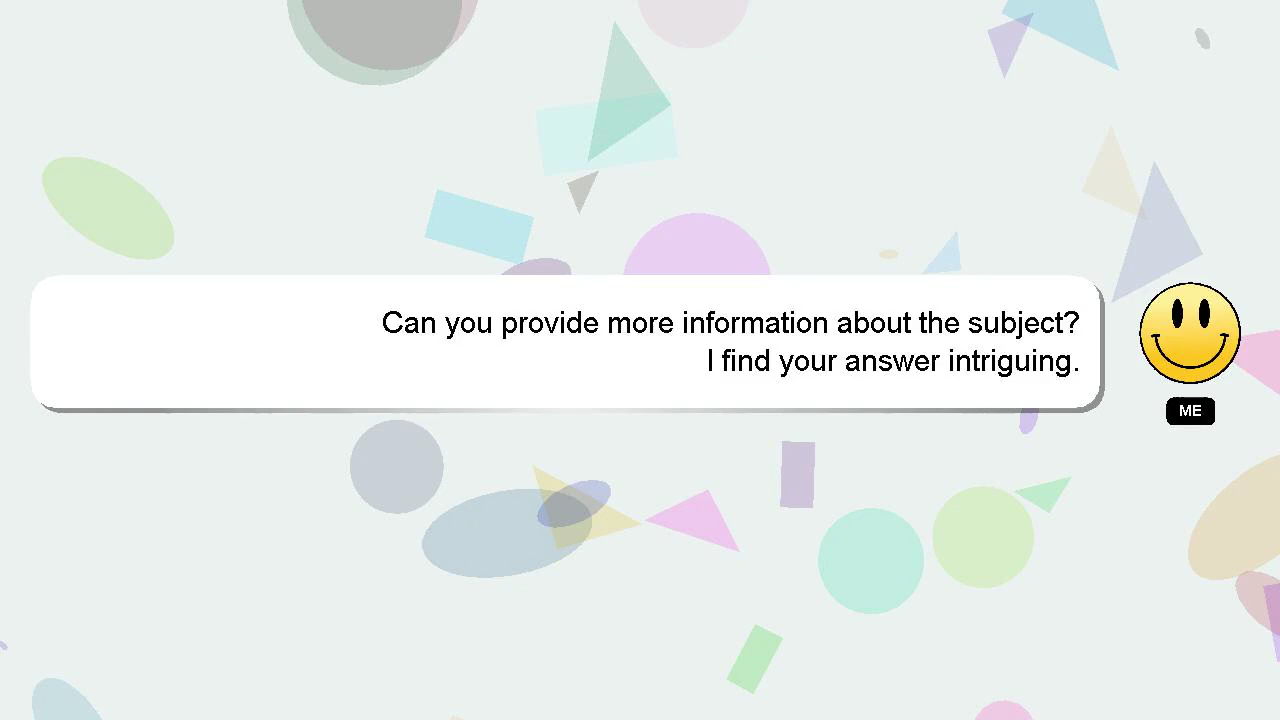 Can you provide more information about the subject?
I find your answer intriguing.
ME